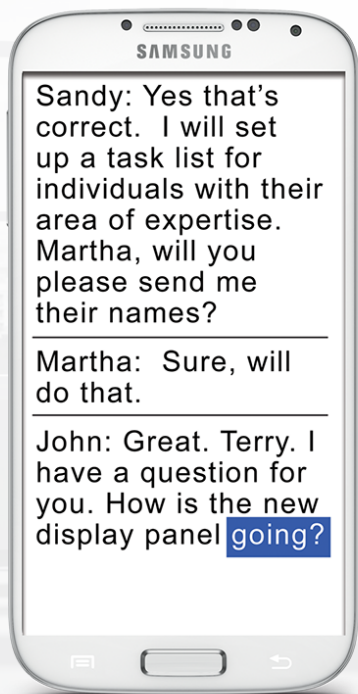 SAMSUNG
Sandy: Yes that's
correct.  I will set
up a task list for
individuals with their
area of expertise.
Martha, will you
please send me
their names?
Martha:  Sure, will
do that.
John: Great. Terry. I
have a question for
you. How is the new
display panel going?